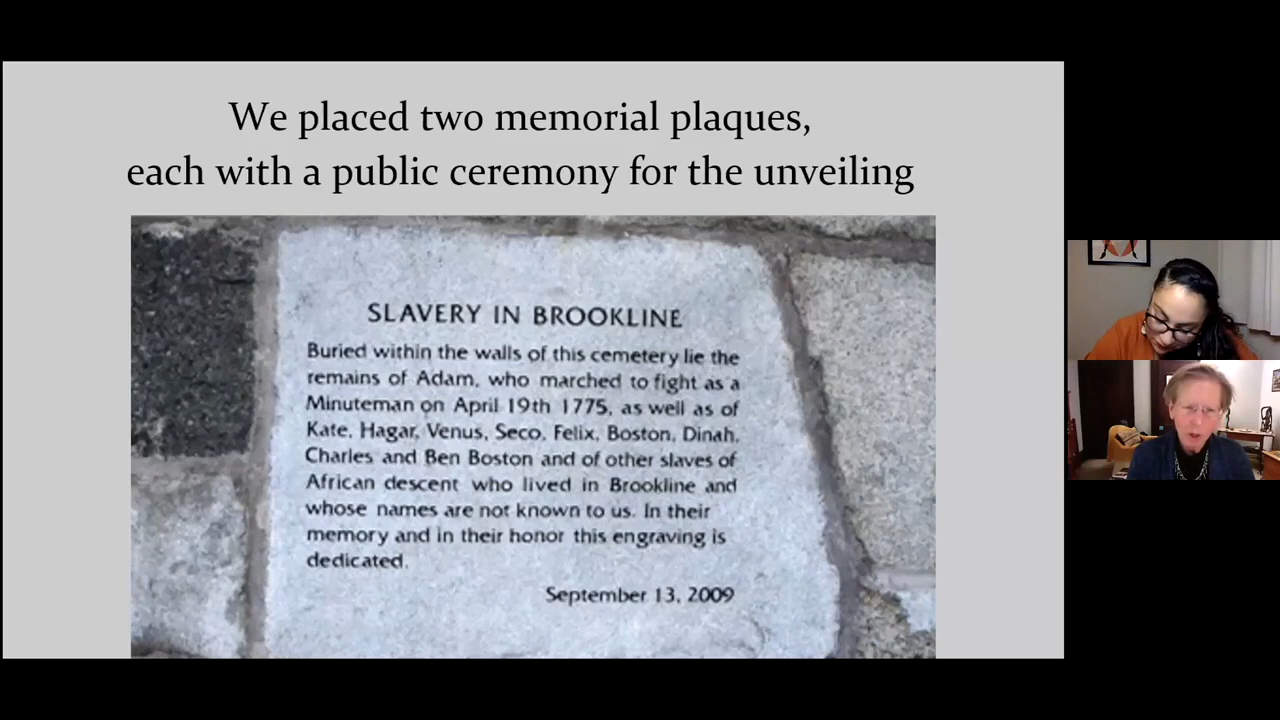 We placed two memorial plaques,
each with a public ceremony for the unveiling
SLAVERY IN BROOKLINE
Buried within the walls of this cemetery lie the
remains of Adam, who marched to fight as a
Minuteman on April 19th 1775, as well as of
Kate, Hagar, Venus, Seco, Felix, Boston, Dinah,
Charles and Ben Boston and of other slaves of
African descent who lived in Brookline and
whose names are not known to us. In their
memory and in their honor this engraving is
dedicated.
September 13, 2009